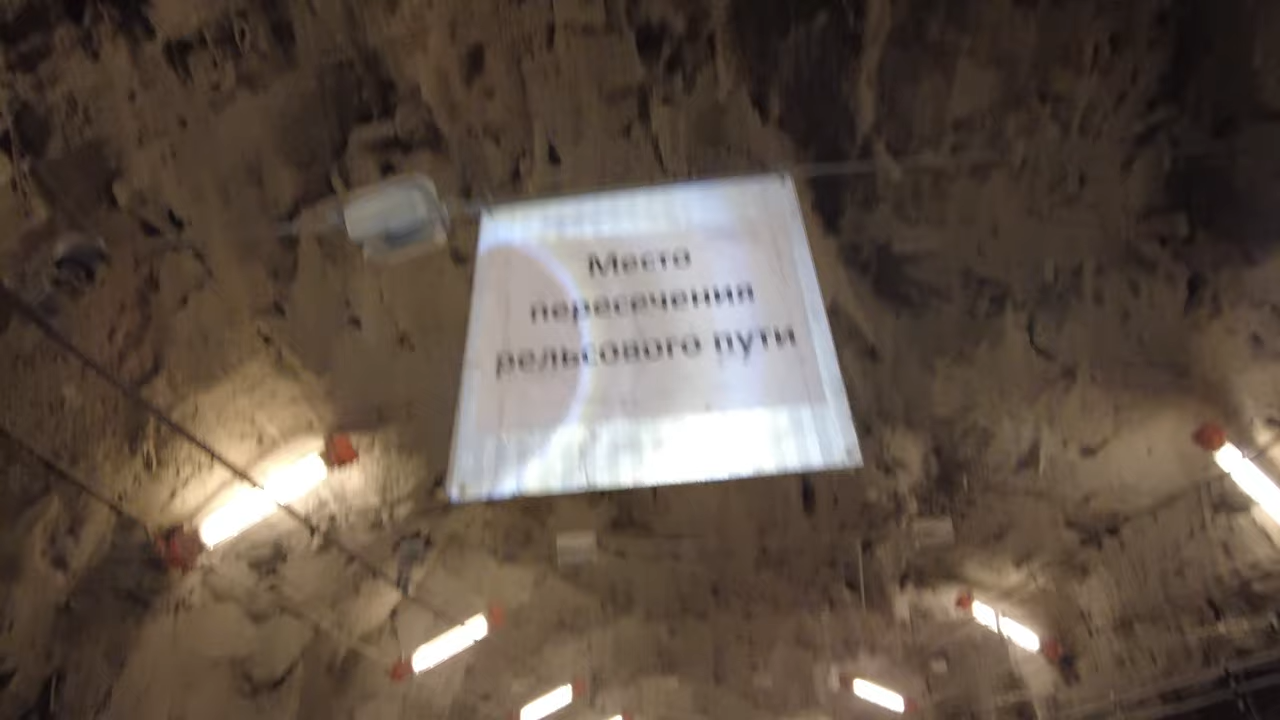 Место
пересечения
рельсового пути